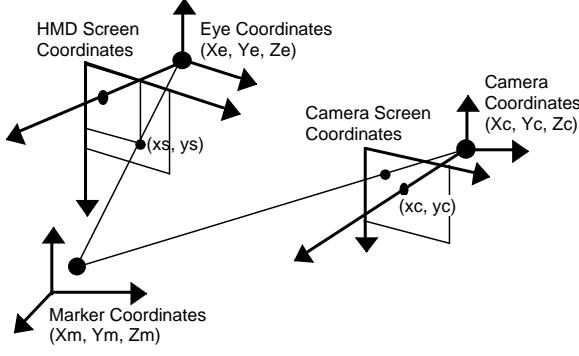 HMD Screen
Coordinates
Eye Coordinates
(Xe, Ye, Ze)
(xs, ys)
Camera Screen
Coordinates
Camera
Coordinates
(Xc, Yc, Zc)
(xc, yc)
Marker Coordinates
(Xm, Ym, Zm)